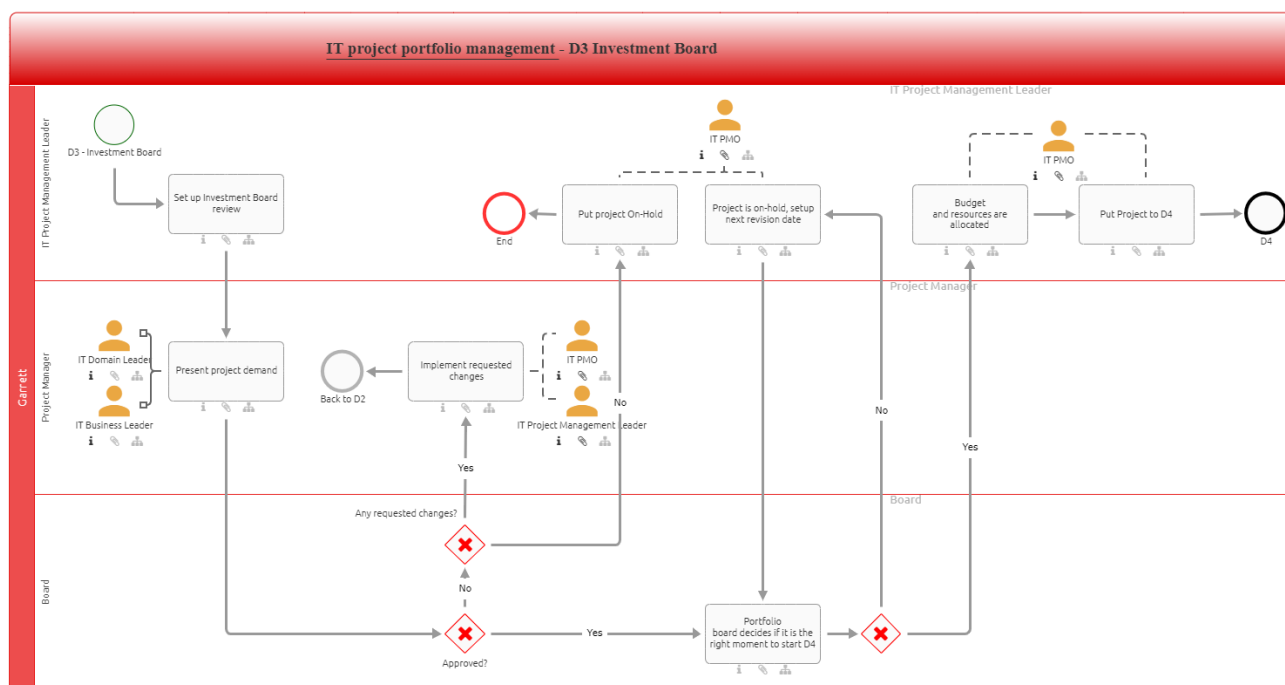 IT project portfolio management - D3 Investment Board
Garrett
IT Project Management Leader
IT Project Management Leader
D3 - Investment Board
Set up Investment Board
review
End
Put project On-Hold
IT PMO
Project is on-hold, setup
next revision date
Budget
and resources are
allocated
IT PMO
Put Project to D4
D4
Project Manager
Project Manager
IT Domain Leader
IT Business Leader
Present project demand
Back to D2
Implement requested
changes
IT PMO
IT Project Management Leader
No
No
Yes
Yes
Board
Board
Any requested changes?
No
Approved?
Yes
Portfolio
board decides if it is the
right moment to start D4